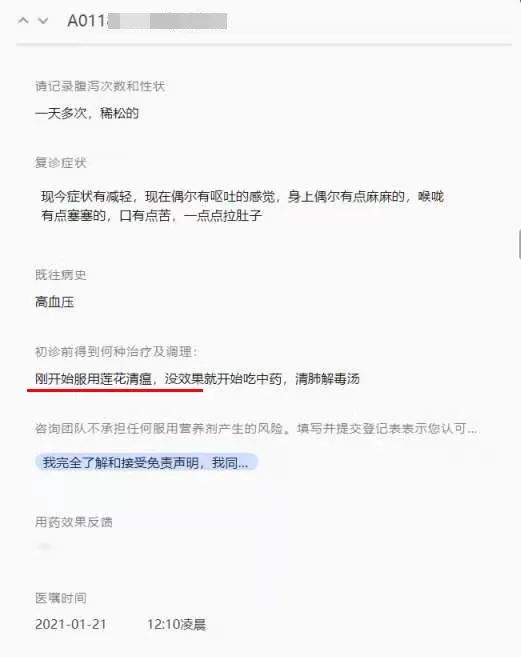 A0118
请记录腹泻次数和性状
一天多次，稀松的
复诊症状
现今症状有减轻，现在偶尔有呕吐的感觉，身上偶尔有点麻麻的，喉咙
有点塞塞的，口有点苦，一点点拉肚子
既往病史
高血压
初诊前得到何种治疗及调理：
刚开始服用莲花清瘟，没效果就开始吃中药，清肺解毒汤
咨询团队不承担任何服用营养剂产生的风险。填写并提交登记表表示您认可...
我完全了解和接受免责声明，我同...
用药效果反馈
医嘱时间
2021-01-21 12:10凌晨